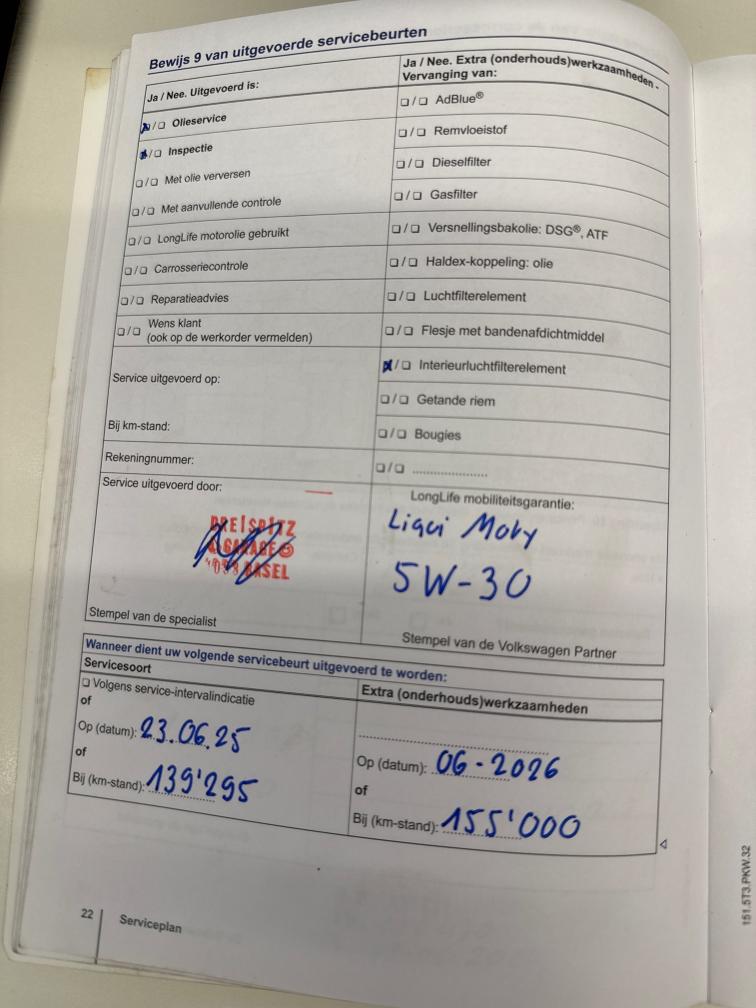 Bewijs 9 van uitgevoerde servicebeurten
Ja / Nee. Uitgevoerd is:
❏/❏ Olieservice
❏/❏ Inspectie
❏/❏ Met olie verversen
❏/❏ Met aanvullende controle
❏/❏ LongLife motorolie gebruikt
❏/❏ Carrosseriecontrole
❏/❏ Reparatieadvies
❏/❏ Wens klant
(ook op de werkorder vermelden)
Service uitgevoerd op:
Bij km-stand:
Rekeningnummer:
Service uitgevoerd door:
PREISPITZ
GARAGE
BASEL
Stempel van de specialist
Ja / Nee. Extra (onderhouds)werkzaamheden -
Vervanging van:
❏/❏ AdBlue®
❏/❏ Remvloeistof
❏/❏ Dieselfilter
❏/❏ Gasfilter
❏/❏ Versnellingsbakolie: DSG®, ATF
❏/❏ Haldex-koppeling: olie
❏/❏ Luchtfilterelement
❏/❏ Flesje met bandenafdichtmiddel
❏/❏ Interieurluchtfilterelement
❏/❏ Getande riem
❏/❏ Bougies
❏/❏ ....................
LongLife mobiliteitsgarantie:
Liqui Moly
5W-30
Stempel van de Volkswagen Partner
Wanneer dient uw volgende servicebeurt uitgevoerd te worden:
Servicesoort
❏ Volgens service-intervalindicatie
of
Op (datum): 23.06.25
of
Bij (km-stand): 139'295
Extra (onderhouds)werkzaamheden
Op (datum): 06-2026
of
Bij (km-stand): 155'000
22
Serviceplan
151.5T3.PKW.32